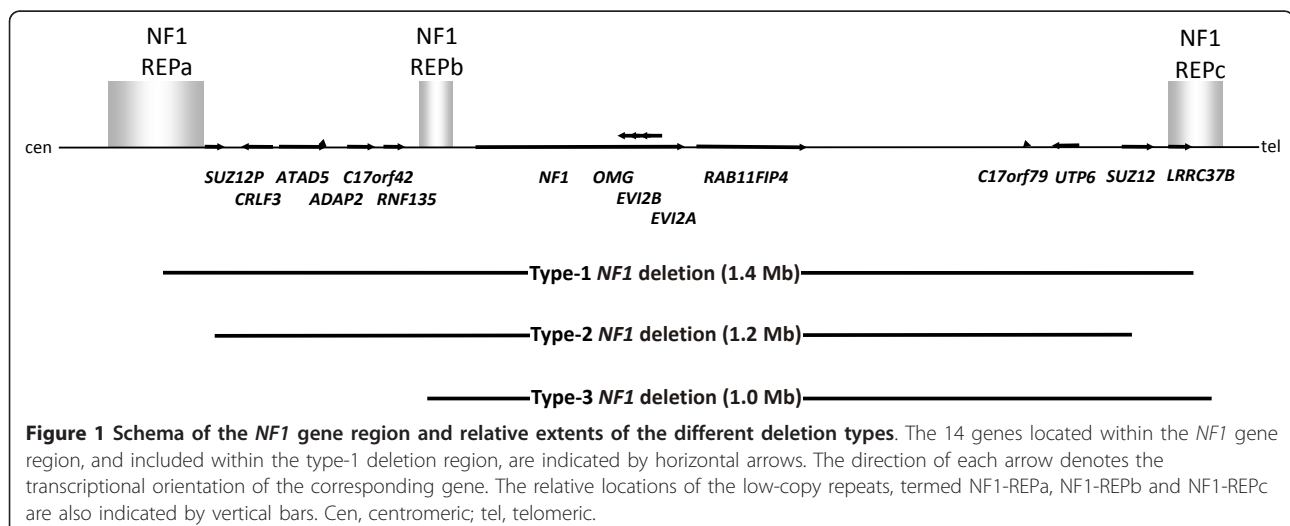 NF1 NF1 NF1
REPa REPb REPc
cen tel
SUZ12P ATAD5 C17orf42 NF1 OMG RAB11FIP4 C17orf79 UTP6 SUZ12 LRRC37B
CRLF3 ADAP2 RNF135 EVI2B
EVI2A
Type-1 NF1 deletion (1.4 Mb)
Type-2 NF1 deletion (1.2 Mb)
Type-3 NF1 deletion (1.0 Mb)
Figure 1 Schema of the NF1 gene region and relative extents of the different deletion types. The 14 genes located within the NF1 gene
region, and included within the type-1 deletion region, are indicated by horizontal arrows. The direction of each arrow denotes the
transcriptional orientation of the corresponding gene. The relative locations of the low-copy repeats, termed NF1-REPa, NF1-REPb and NF1-REPc
are also indicated by vertical bars. Cen, centromeric; tel, telomeric.